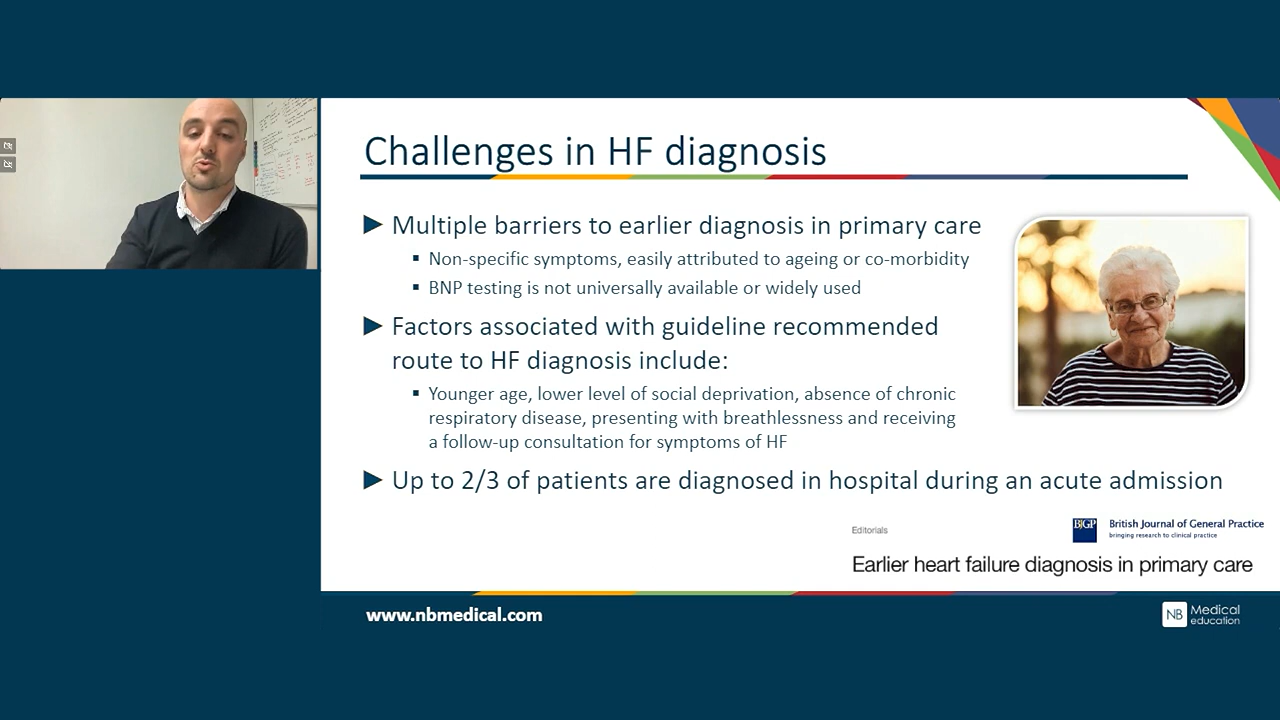 Challenges in HF diagnosis
Multiple barriers to earlier diagnosis in primary care
Non-specific symptoms, easily attributed to ageing or co-morbidity
BNP testing is not universally available or widely used
Factors associated with guideline recommended
route to HF diagnosis include:
Younger age, lower level of social deprivation, absence of chronic
respiratory disease, presenting with breathlessness and receiving
a follow-up consultation for symptoms of HF
Up to 2/3 of patients are diagnosed in hospital during an acute admission
Editorials
BJGP
British Journal of General Practice
bringing research to clinical practice
Earlier heart failure diagnosis in primary care
www.nbmedical.com
NB
Medical
education